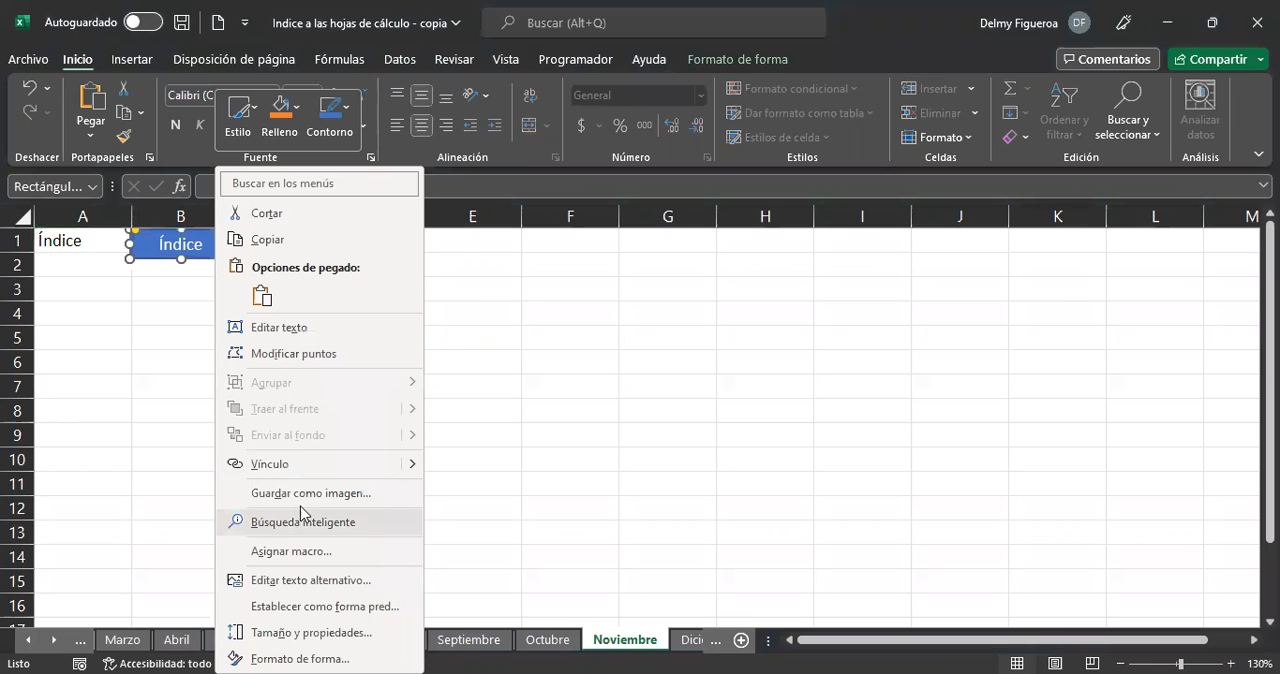 Autoguardado
Indice a las hojas de cálculo - copia
Buscar (Alt+Q)
Delmy Figueroa
DF
Archivo Inicio Insertar Disposición de página Fórmulas Datos Vista Revisar Programador Ayuda Formato de forma
Comentarios
Compartir
Pegar
Calibri (C
N K
Estilo Relleno Contorno
General
$ % 000
Formato condicional
Dar formato como tabla
Estilos de celda
Insertar
Eliminar
Formato
Ordenar y
filtrar
Buscar y
seleccionar
Analizar
datos
Deshacer Portapapeles Fuente Alineación Número Estilos Celdas Edición Análisis
Rectángul...
fx
Buscar en los menús
Cortar
Copiar
Opciones de pegado:
Editar texto
Modificar puntos
Agrupar
Traer al frente
Enviar al fondo
Vínculo
Guardar como imagen...
Búsqueda inteligente
Asignar macro...
Editar texto alternativo...
Establecer como forma pred...
Tamaño y propiedades...
Formato de forma...
A B E F G H I J K L M
1 Índice Índice
2
3
4
5
6
7
8
9
10
11
12
13
14
15
16
... Marzo Abril Septiembre Octubre Noviembre Dici ...
Listo
Accesibilidad: todo
130%